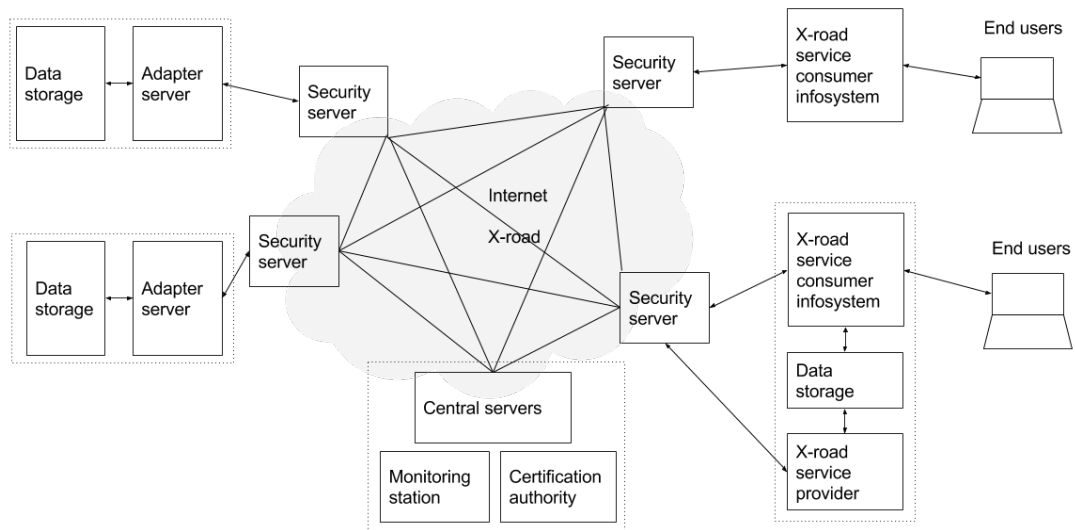 Data
storage
Adapter
server
Security
server
Security
server
X-road
service
consumer
infosystem
End users
Data
storage
Adapter
server
Security
server
Internet
X-road
Security
server
X-road
service
consumer
infosystem
End users
Data
storage
X-road
service
provider
Central servers
Monitoring
station
Certification
authority